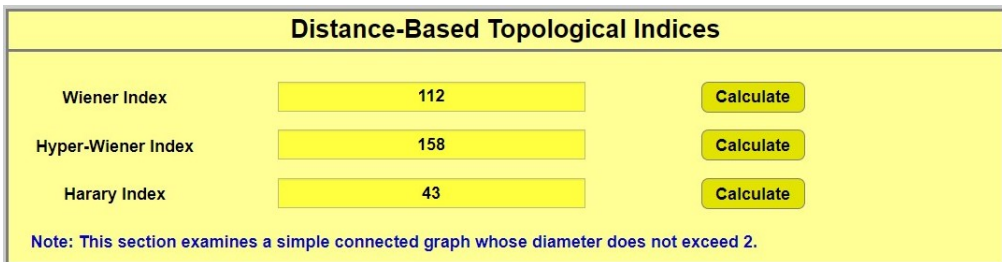 Distance-Based Topological Indices
Wiener Index 112 Calculate
Hyper-Wiener Index 158 Calculate
Harary Index 43 Calculate
Note: This section examines a simple connected graph whose diameter does not exceed 2.